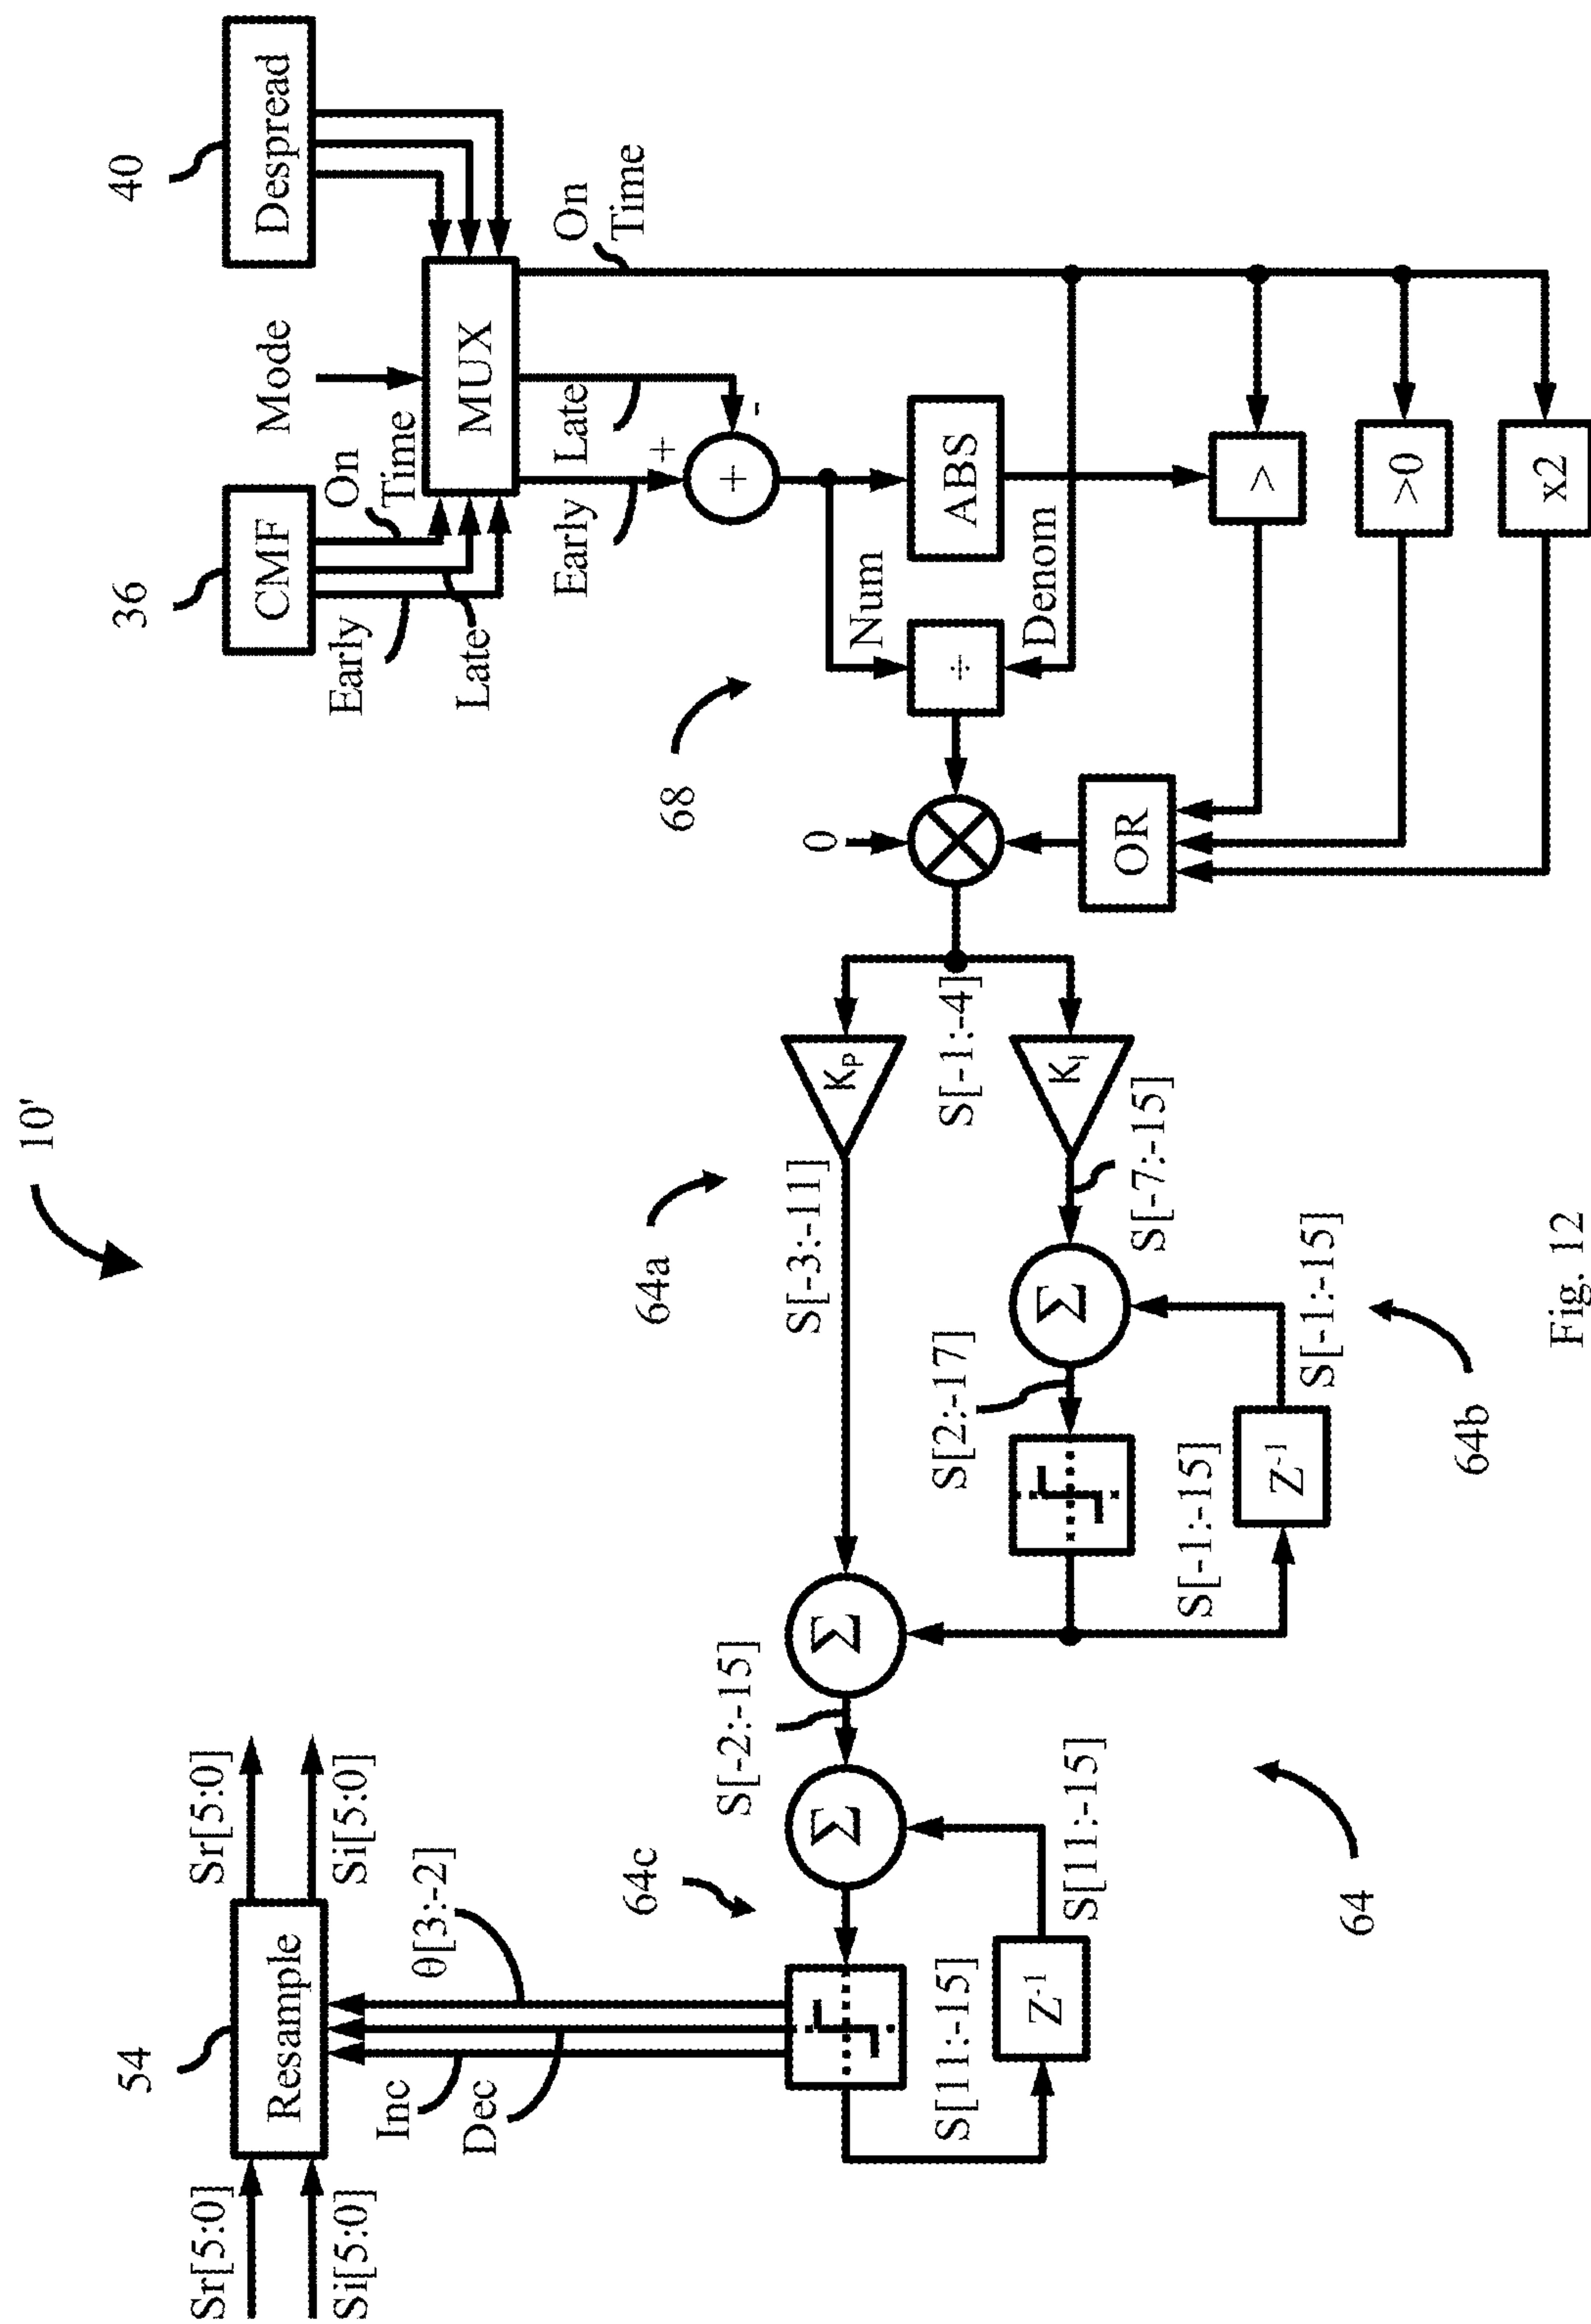 10'
54
Resample
Sr[5:0]
Si[5:0]
Sr[5:0]
Si[5:0]
Inc
Dec
θ[3:-2]
64c
S[11:-15]
Z-1
S[11:-15]
Σ
S[-2:-15]
Σ
64
64a
S[-3:-11]
KP
S[-1:-4]
KI
S[-7:-15]
Σ
S[2:-17]
S[-1:-15]
Z-1
S[-1:-15]
64b
36
CMF
Early
Late
On
Time
Mode
MUX
40
Despread
On
Time
Early
Late
+
-
+
68
Num
ABS
Denom
÷
0
OR
>
>0
x2
Fig. 12